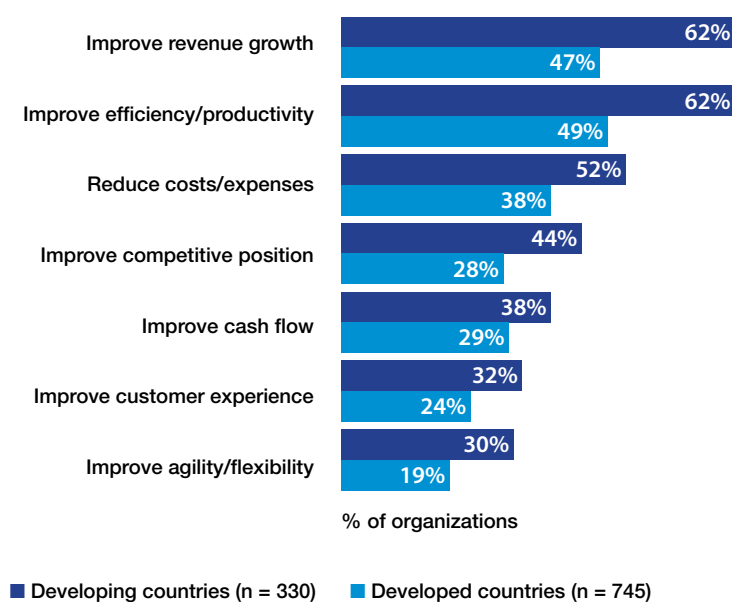 Improve revenue growth
62%
47%
Improve efficiency/productivity
62%
49%
Reduce costs/expenses
52%
38%
Improve competitive position
44%
28%
Improve cash flow
38%
29%
Improve customer experience
32%
24%
Improve agility/flexibility
30%
19%
% of organizations
Developing countries (n = 330)
Developed countries (n = 745)